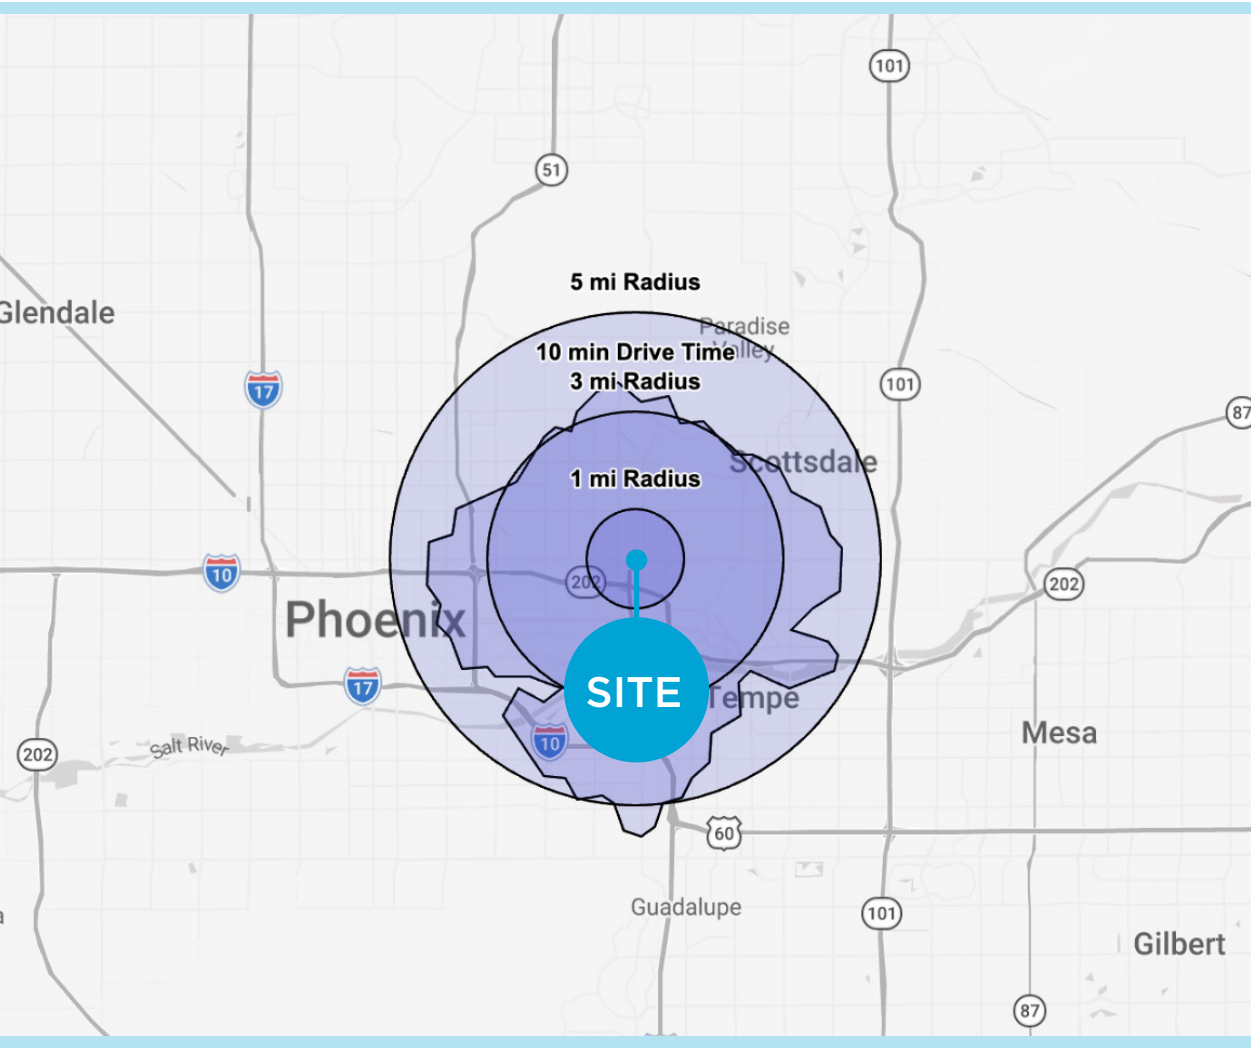 101
51
5 mi Radius
Glendale
Paradise
Valley
10 min Drive Time
3 mi Radius
17
101
87
Scottsdale
1 mi Radius
10
202
202
Phoenix
17
SITE
Tempe
10
Mesa
Salt River
202
60
Guadalupe
101
a
Gilbert
87